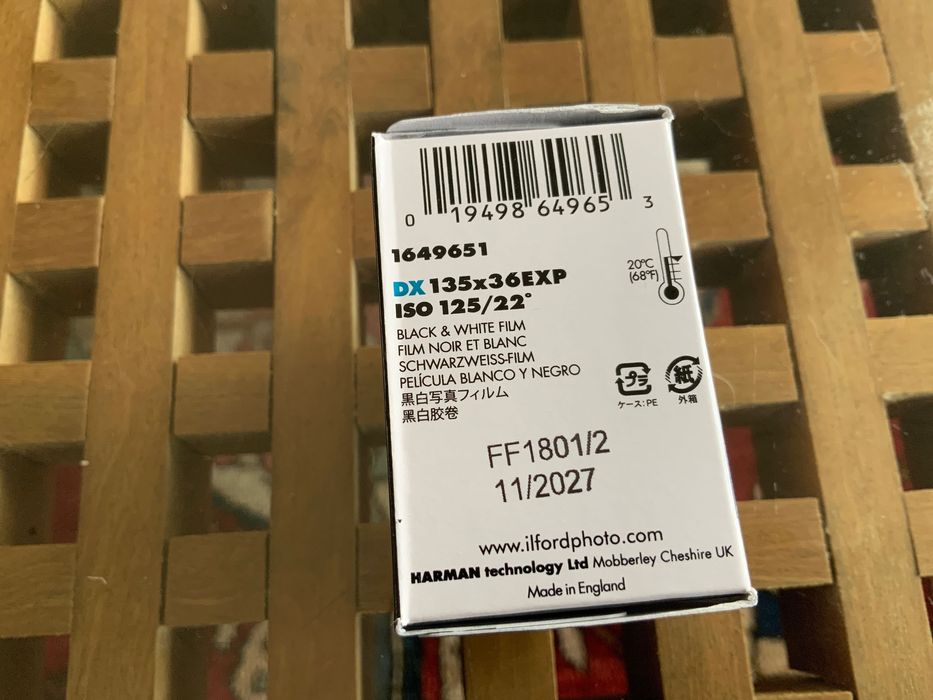 0 19498 64965 3
1649651
DX 135x36EXP
ISO 125/22°
20°C
(68°F)
BLACK & WHITE FILM
FILM NOIR ET BLANC
SCHWARZWEISS-FILM
PELÍCULA BLANCO Y NEGRO
黒白写真フィルム
黑白胶卷
プラ
ケース:PE
紙
外箱
FF1801/2
11/2027
www.ilfordphoto.com
HARMAN technology Ltd Mobberley Cheshire UK
Made in England